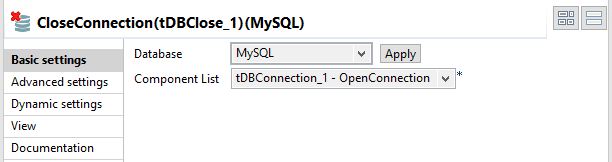 CloseConnection(tDBClose_1)(MySQL)
Basic settings
Advanced settings
Dynamic settings
View
Documentation
Database MySQL Apply
Component List tDBConnection_1 - OpenConnection *